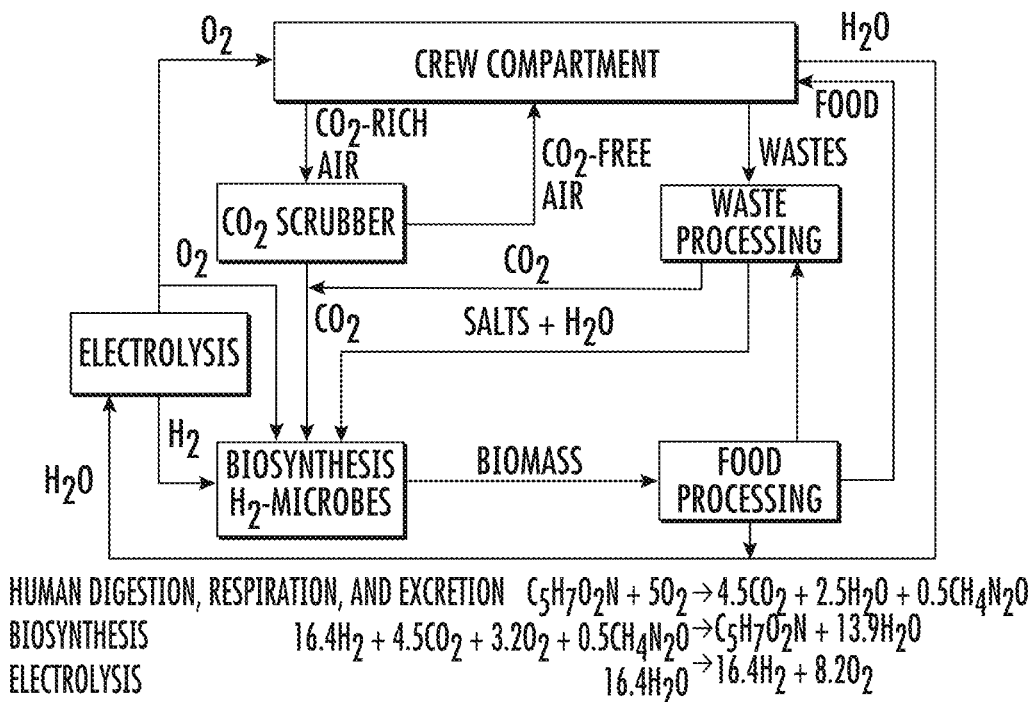 O2
H2O
CREW COMPARTMENT
FOOD
CO2-RICH
AIR
CO2-FREE
AIR
WASTES
CO2 SCRUBBER
WASTE
PROCESSING
O2
CO2
CO2
SALTS + H2O
ELECTROLYSIS
H2
H2O
BIOSYNTHESIS
H2-MICROBES
BIOMASS
FOOD
PROCESSING
HUMAN DIGESTION, RESPIRATION, AND EXCRETION C5H7O2N + 5O2→4.5CO2 + 2.5H2O + 0.5CH4N2O
BIOSYNTHESIS 16.4H2 + 4.5CO2 + 3.2O2 + 0.5CH4N2O→C5H7O2N + 13.9H2O
ELECTROLYSIS 16.4H2O→16.4H2 + 8.2O2